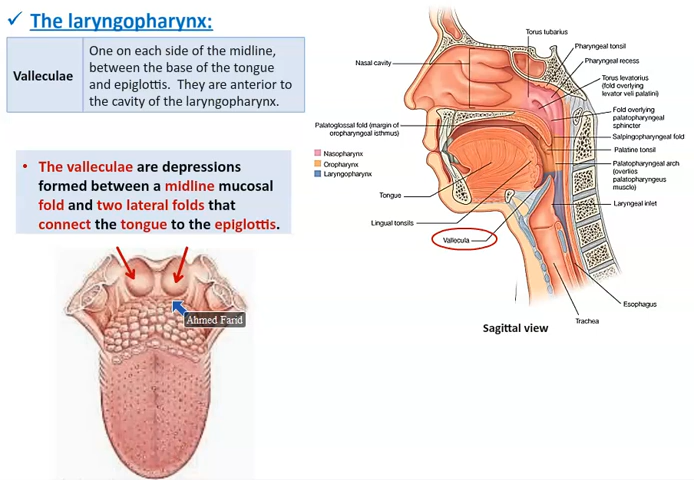 ✓ The laryngopharynx:
Valleculae
One on each side of the midline,
between the base of the tongue
and epiglottis. They are anterior to
the cavity of the laryngopharynx.
• The valleculae are depressions
formed between a midline mucosal
fold and two lateral folds that
connect the tongue to the epiglottis.
Ahmed Farid
Torus tubarius
Pharyngeal tonsil
Pharyngeal recess
Nasal cavity
Torus levatorius
(fold overlying
levator veli palatini)
Fold overlying
palatopharyngeal
sphincter
Palatoglossal fold (margin of
oropharyngeal isthmus)
Salpingopharyngeal fold
Palatine tonsil
Nasopharynx
Oropharynx
Laryngopharynx
Palatopharyngeal arch
(overlies
palatopharyngeus
muscle)
Tongue
Laryngeal inlet
Lingual tonsils
Vallecula
Esophagus
Trachea
Sagittal view